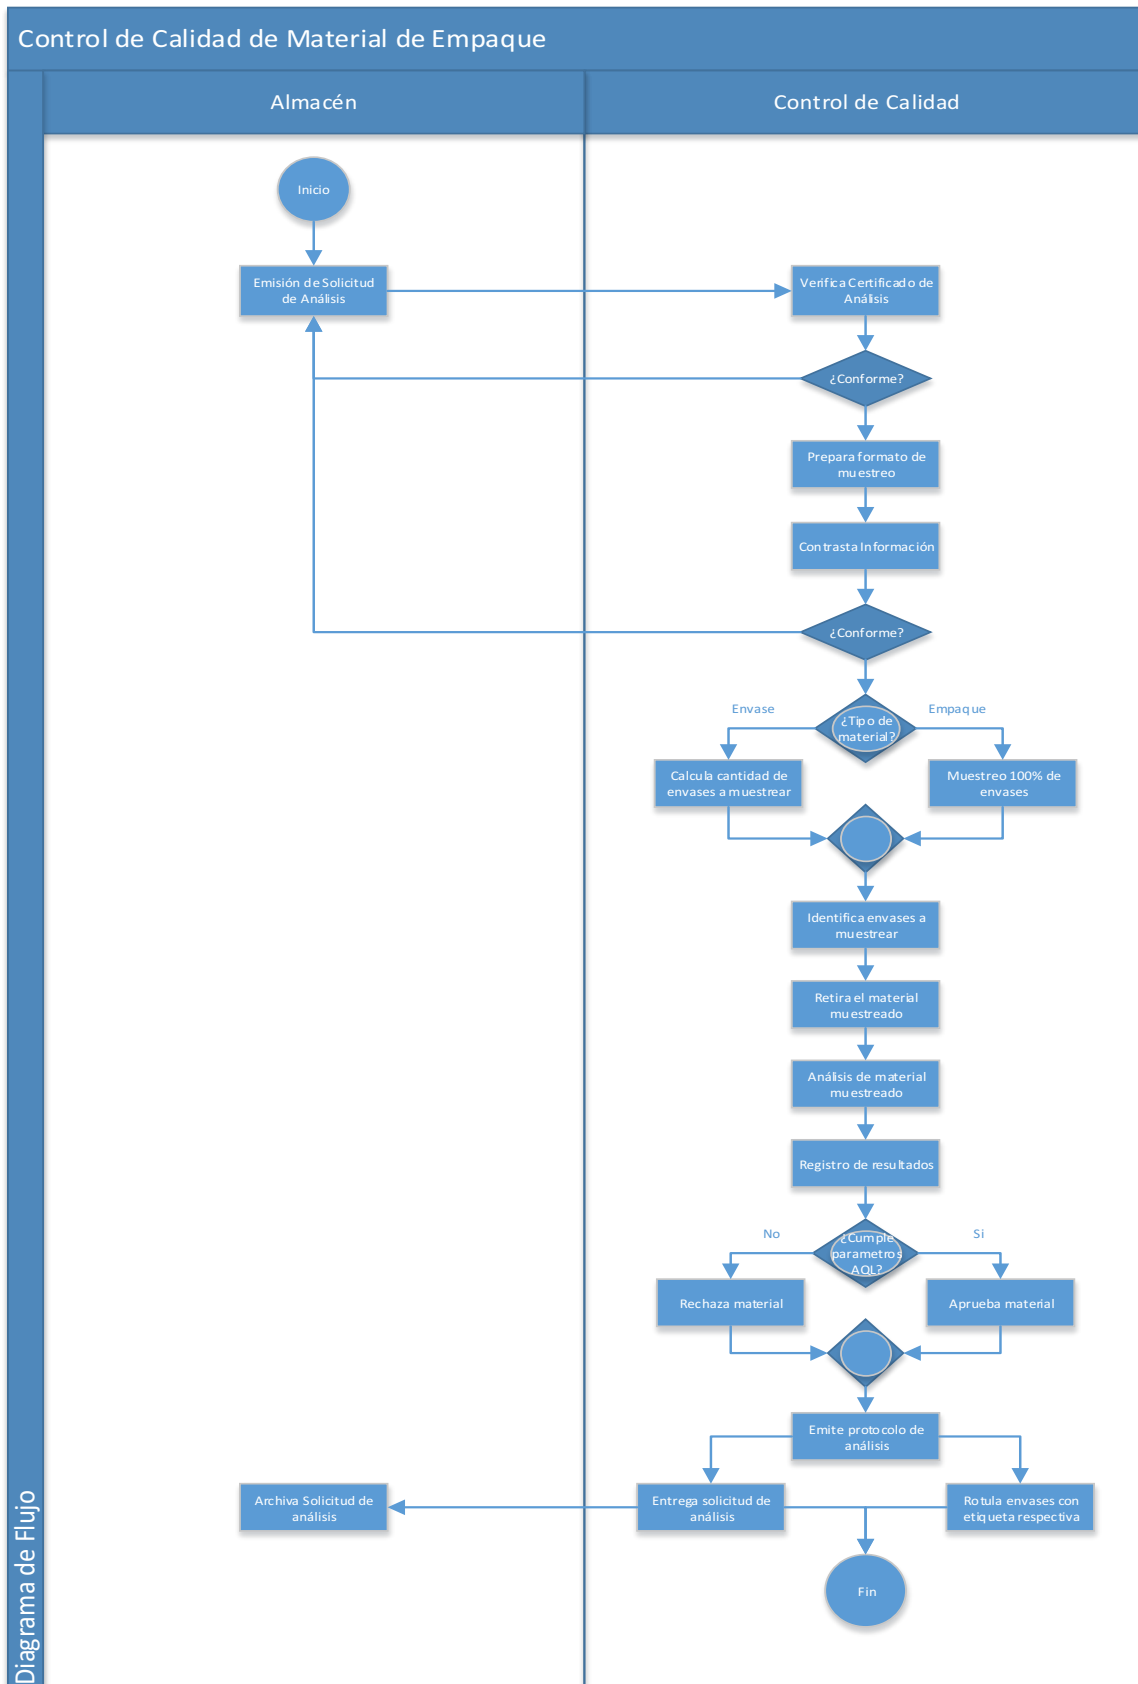 Control de Calidad de Material de Empaque
Almacén
Control de Calidad
Inicio
Emisión de Solicitud
de Análisis
Verifica Certificado de
Análisis
¿Conforme?
Prepara formato de
muestreo
Contrasta Información
¿Conforme?
¿Tipo de
material?
Envase
Empaque
Calcula cantidad de
envases a muestrear
Muestreo 100% de
envases
Identifica envases a
muestrear
Retira el material
muestreado
Análisis de material
muestreado
Registro de resultados
No
¿Cumple
parametros
AQL?
Si
Rechaza material
Aprueba material
Emite protocolo de
análisis
Archiva Solicitud de
análisis
Entrega solicitud de
análisis
Rotula envases con
etiqueta respectiva
Fin
Diagrama de Flujo